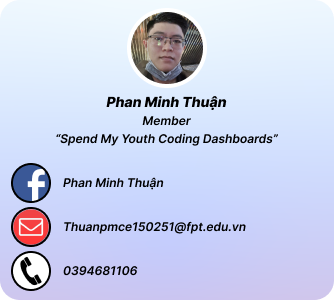 Phan Minh Thuận
Member
“Spend My Youth Coding Dashboards”
Phan Minh Thuận
Thuanpmce150251@fpt.edu.vn
0394681106